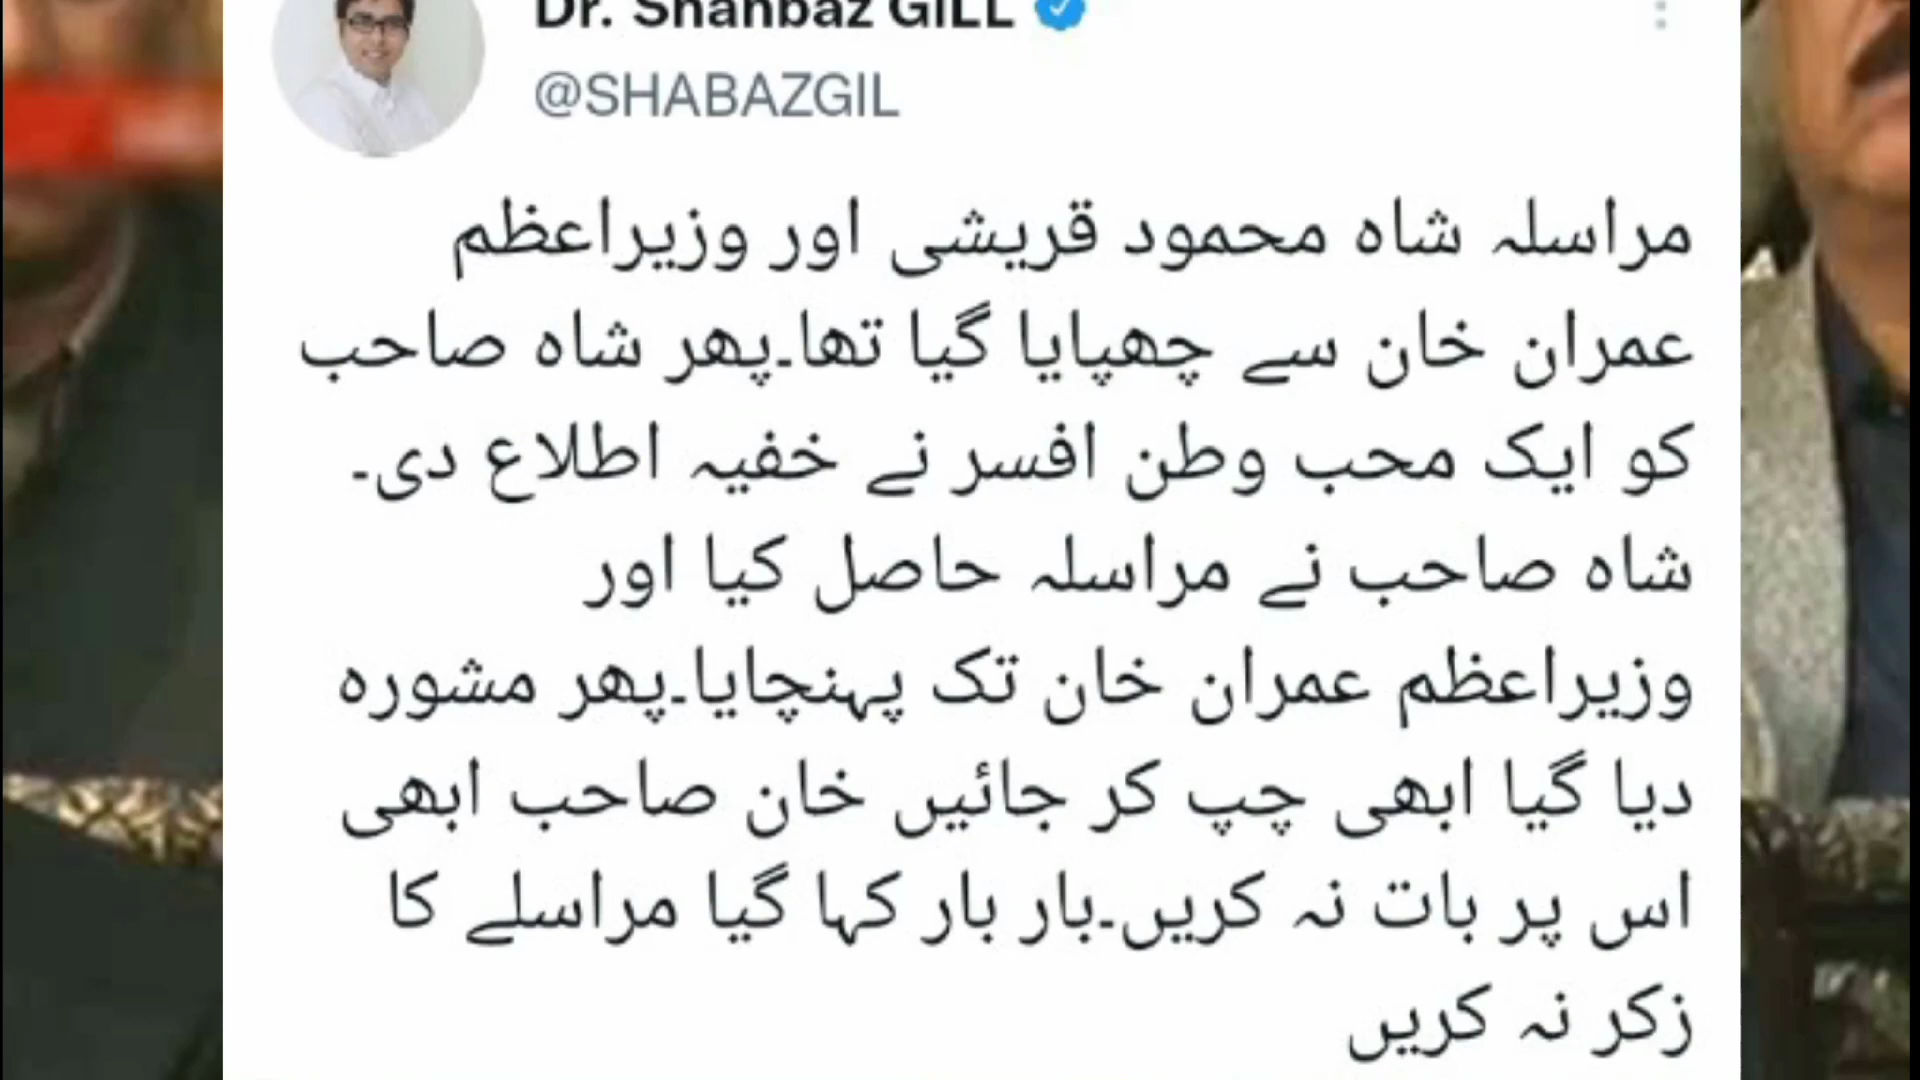 Dr. Shahbaz GILL
@SHABAZGIL
مراسلہ شاہ محمود قریشی اور وزیراعظم
عمران خان سے چھپایا گیا تھا۔پھر شاہ صاحب
کو ایک محب وطن افسر نے خفیہ اطلاع دی۔
شاہ صاحب نے مراسلہ حاصل کیا اور
وزیراعظم عمران خان تک پہنچایا۔پھر مشورہ
دیا گیا ابھی چپ کر جائیں خان صاحب ابھی
اس پر بات نہ کریں۔بار بار کہا گیا مراسلے کا
زکر نہ کریں